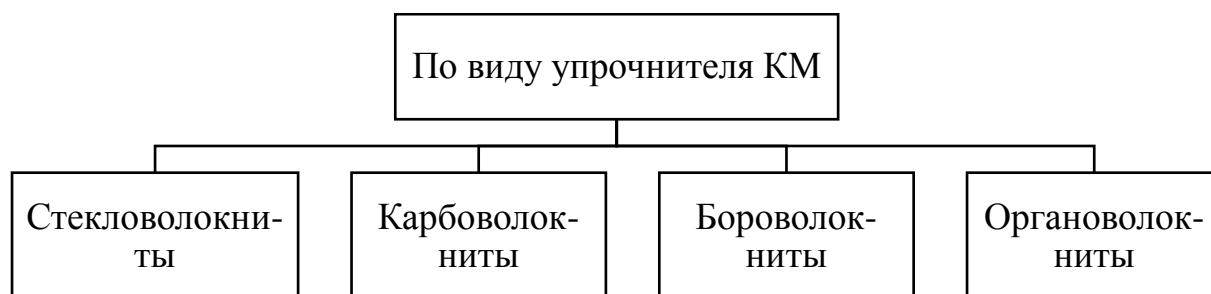 По виду упрочнителя КМ
Стекловолокни-
ты
Карбоволок-
ниты
Бороволок-
ниты
Органоволок-
ниты